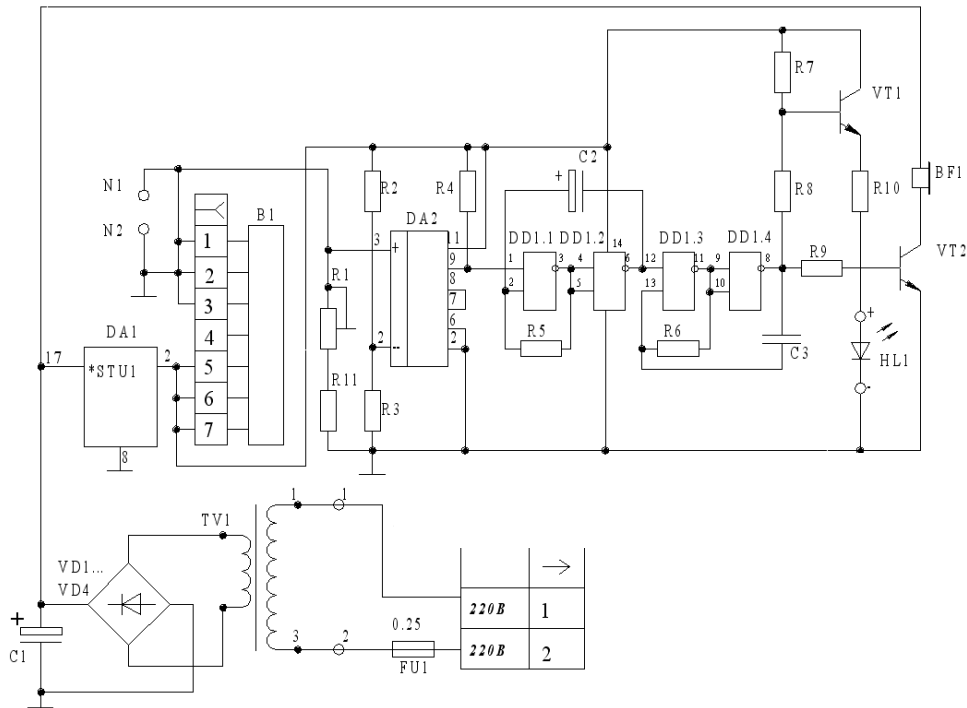 R7
VT1
C2
+
N1
R2
R4
R8
R10
BF1
N2
B1
DA2
3
+
11
DD1.1
DD1.2
14
DD1.3
DD1.4
VT2
1
9
1
3
4
6
12
11
9
8
R9
2
8
2
5
13
10
R1
7
3
6
R5
R6
+
4
2
--
2
C3
DA1
HL1
17
*STU1
2
5
R11
-
6
R3
7
8
1
1
TV1
VD1...
VD4
220В
1
+
0.25
3
2
220В
2
C1
FU1